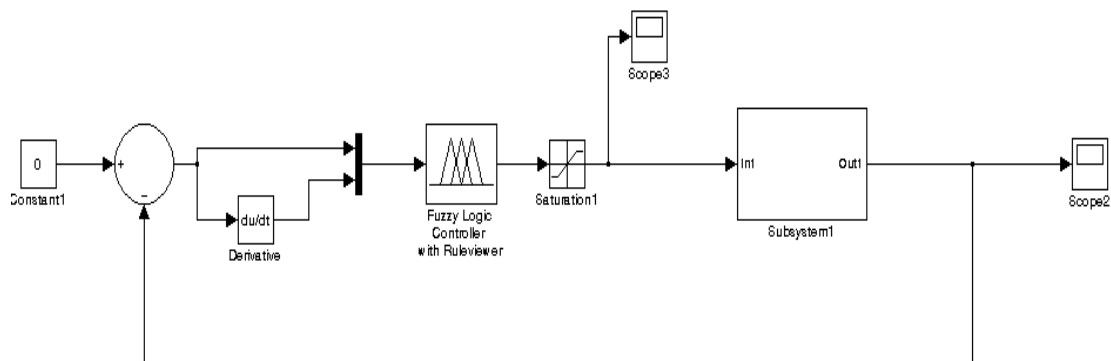 Scope3
0
+
−
Constant1
du/dt
Derivative
Fuzzy Logic
Controller
with Ruleviewer
Saturation1
In1
Out1
Subsystem1
Scope2